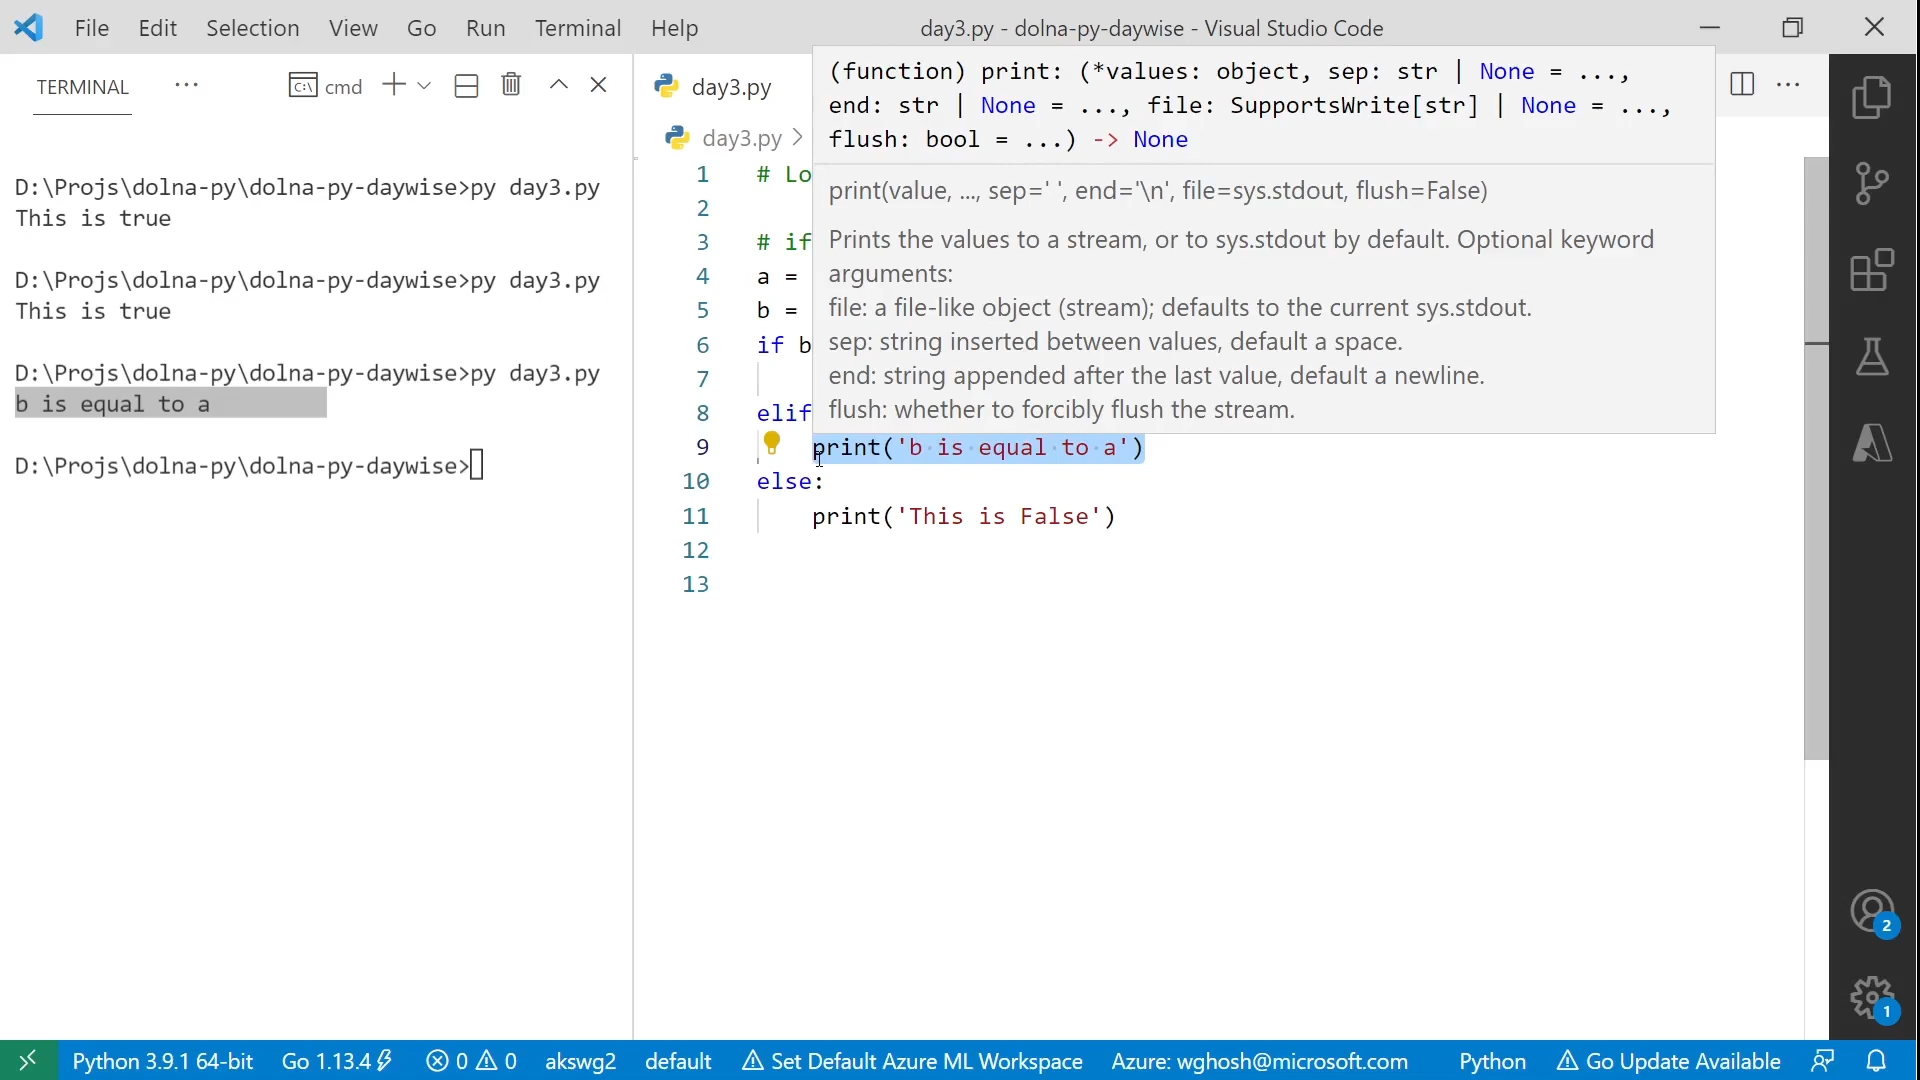 File Edit Selection View Go Run Terminal Help
day3.py - dolna-py-daywise - Visual Studio Code
TERMINAL
cmd
D:\Projs\dolna-py\dolna-py-daywise>py day3.py
This is true
D:\Projs\dolna-py\dolna-py-daywise>py day3.py
This is true
D:\Projs\dolna-py\dolna-py-daywise>py day3.py
b is equal to a
D:\Projs\dolna-py\dolna-py-daywise>
day3.py
day3.py >
(function) print: (*values: object, sep: str | None = ...,
end: str | None = ..., file: SupportsWrite[str] | None = ...,
flush: bool = ...) -> None
print(value, ..., sep=' ', end='\n', file=sys.stdout, flush=False)
Prints the values to a stream, or to sys.stdout by default. Optional keyword
arguments:
file: a file-like object (stream); defaults to the current sys.stdout.
sep: string inserted between values, default a space.
end: string appended after the last value, default a newline.
flush: whether to forcibly flush the stream.
1 # Lo
2
3 # if
4 a =
5 b =
6 if b
7
8 elif
9 print('b is equal to a')
10 else:
11 print('This is False')
12
13
2
1
Python 3.9.1 64-bit Go 1.13.4 0 0 akswg2 default Set Default Azure ML Workspace Azure: wghosh@microsoft.com Python Go Update Available